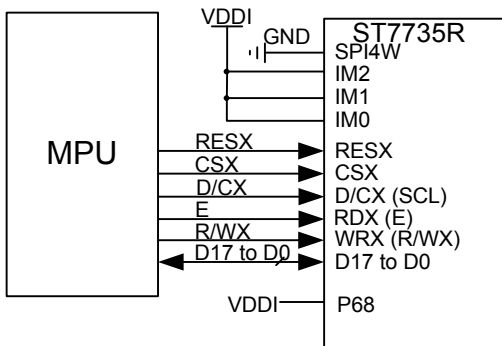 VDDI
ST7735R
GND
SPI4W
IM2
IM1
IM0
MPU
RESX
RESX
CSX
CSX
D/CX
D/CX (SCL)
E
RDX (E)
R/WX
WRX (R/WX)
D17 to D0
D17 to D0
VDDI
P68